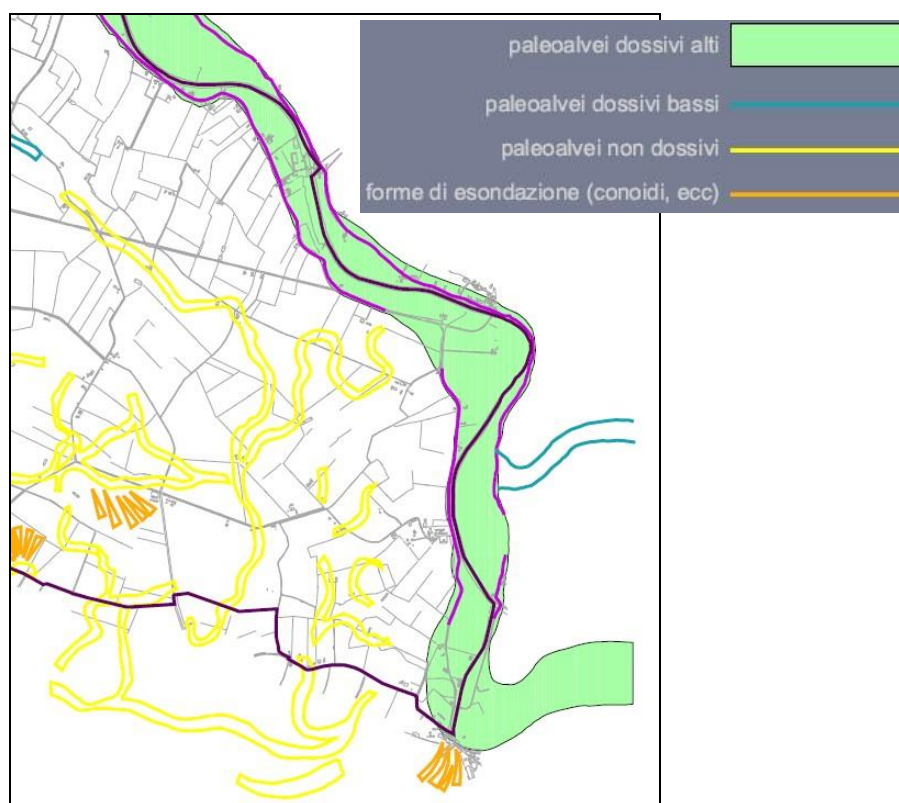 paleoalvei dossivi alti
paleoalvei dossivi bassi
paleoalvei non dossivi
forme di esondazione (conoidi, ecc)